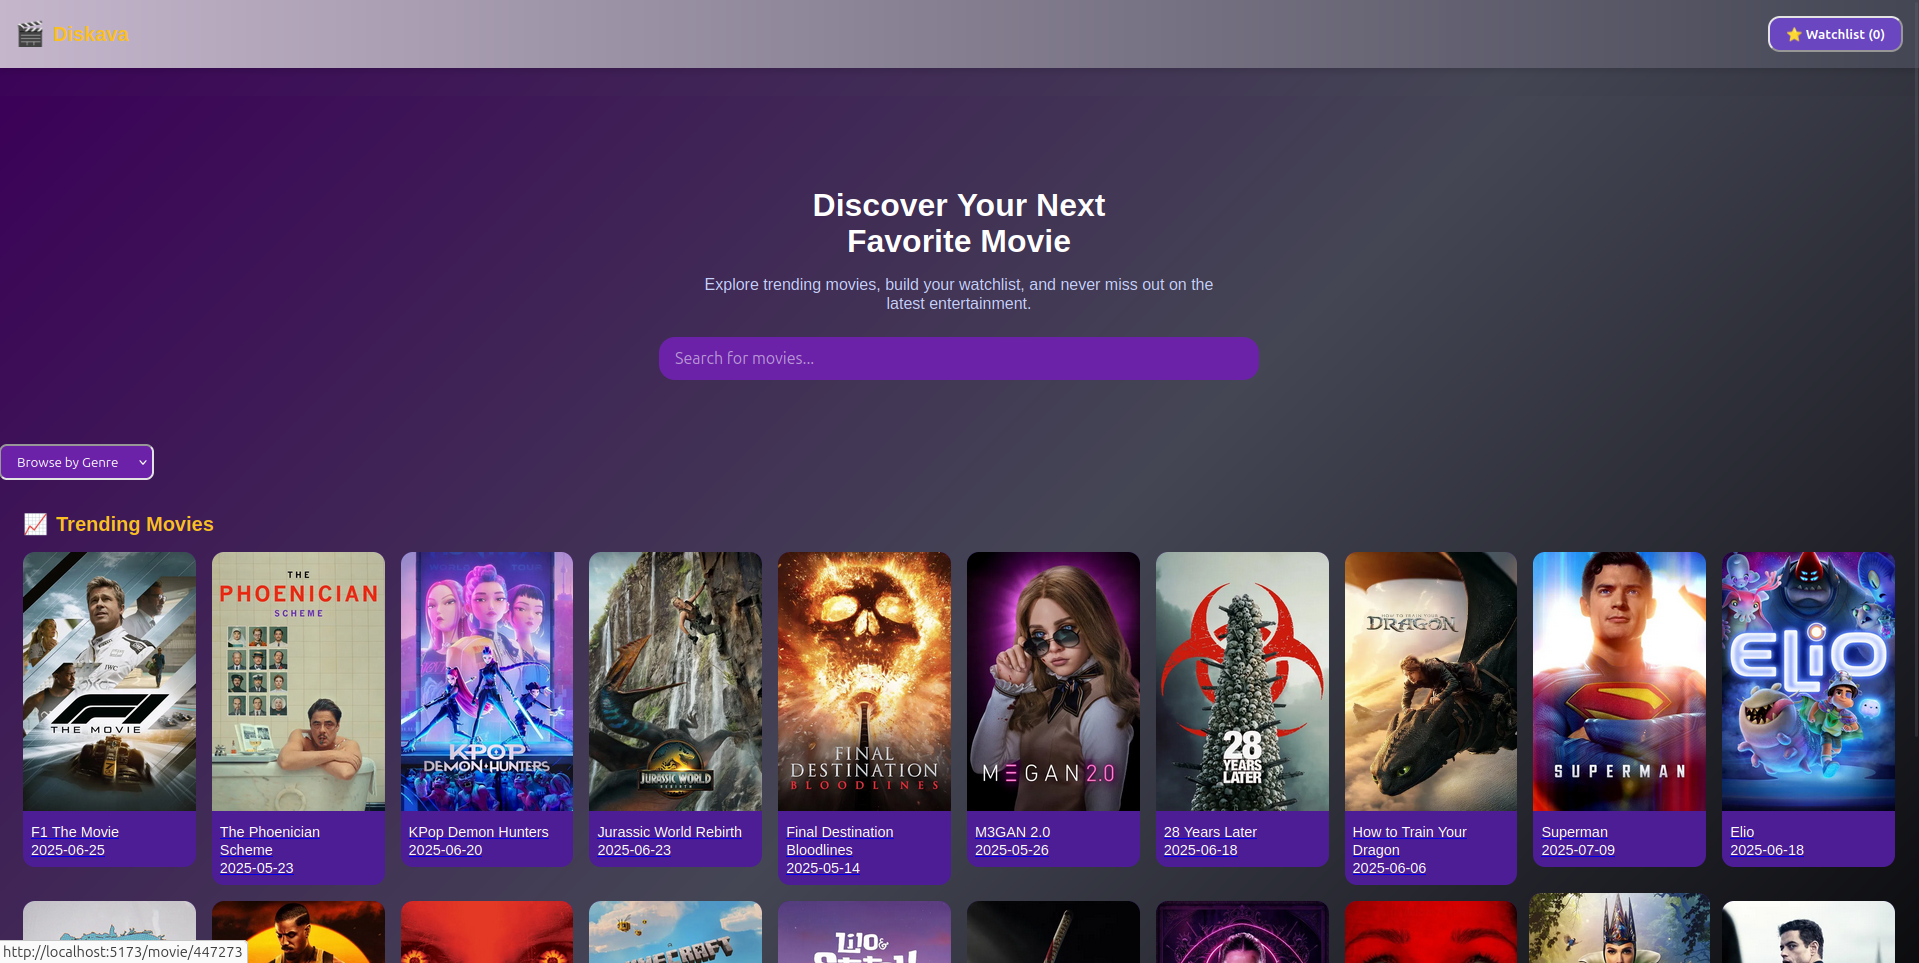 Diskava
Watchlist (0)
Discover Your Next
Favorite Movie
Explore trending movies, build your watchlist, and never miss out on the
latest entertainment.
Search for movies...
Browse by Genre
Trending Movies
THE MOVIE
THE
PHOENICIAN
SCHEME
KPOP
DEMON HUNTERS
JURASSIC WORLD
REBIRTH
FINAL
DESTINATION
BLOODLINES
MƎGAN 2.0
28
YEARS
LATER
HOW TO TRAIN YOUR
DRAGON
SUPERMAN
ELiO
F1 The Movie
2025-06-25
The Phoenician
Scheme
2025-05-23
KPop Demon Hunters
2025-06-20
Jurassic World Rebirth
2025-06-23
Final Destination
Bloodlines
2025-05-14
M3GAN 2.0
2025-05-26
28 Years Later
2025-06-18
How to Train Your
Dragon
2025-06-06
Superman
2025-07-09
Elio
2025-06-18
Lilo &
http://localhost:5173/movie/447273